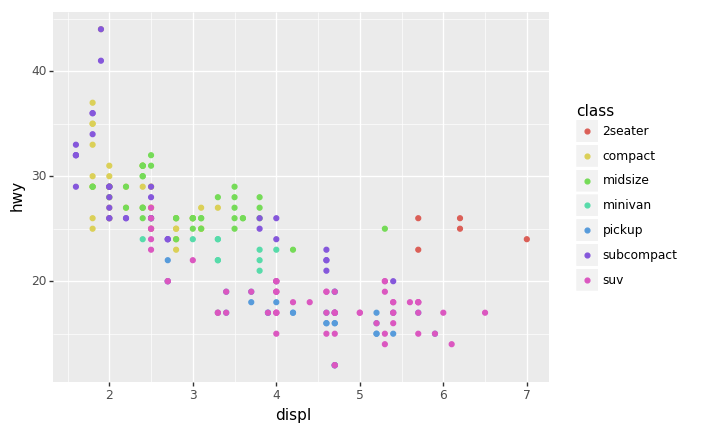 hwy
40
30
20
2
3
4
5
6
7
displ
class
2seater
compact
midsize
minivan
pickup
subcompact
suv